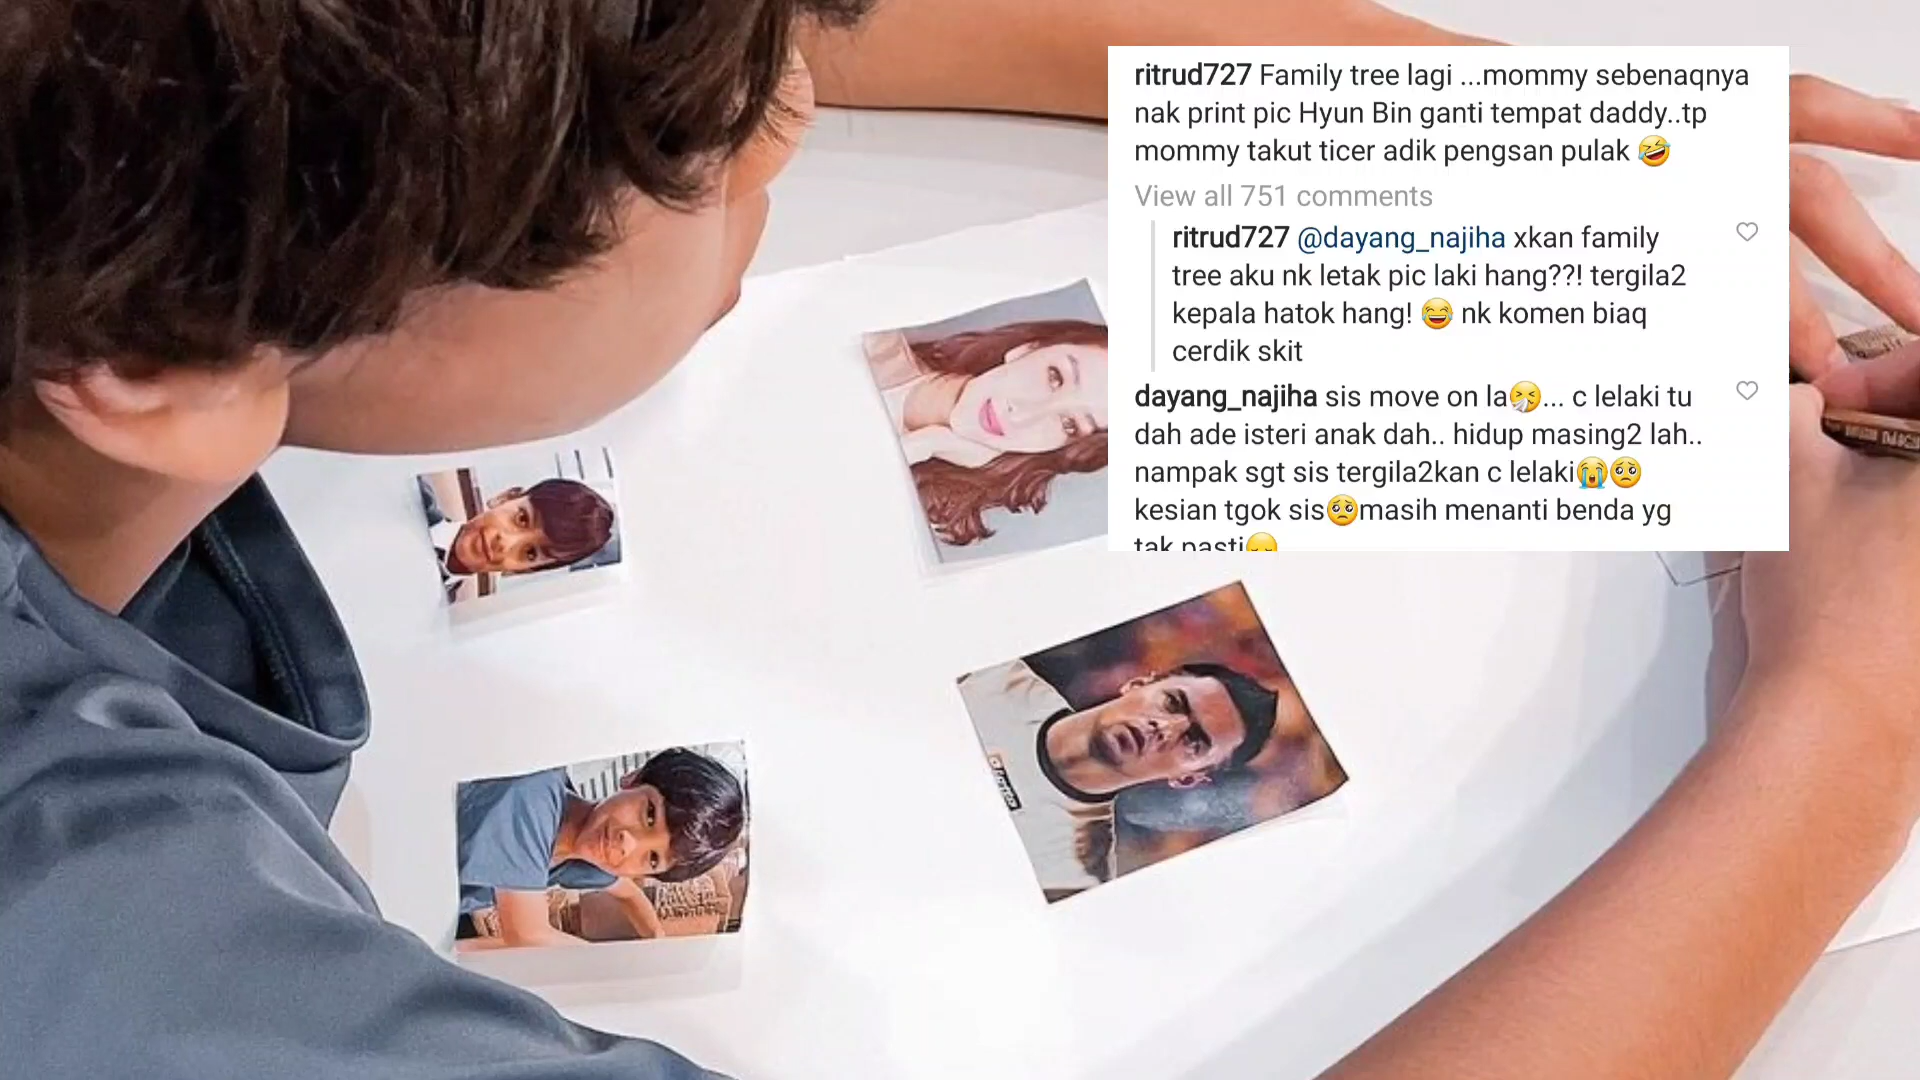 ritrud727 Family tree lagi ...mommy sebenaqnya
nak print pic Hyun Bin ganti tempat daddy..tp
mommy takut ticer adik pengsan pulak 🤣
View all 751 comments
ritrud727 @dayang_najiha xkan family
tree aku nk letak pic laki hang??! tergila2
kepala hatok hang! 😂 nk komen biaq
cerdik skit
dayang_najiha sis move on la🤧... c lelaki tu
dah ade isteri anak dah.. hidup masing2 lah..
nampak sgt sis tergila2kan c lelaki😭🥺
kesian tgok sis🥺masih menanti benda yg
tak pasti😞